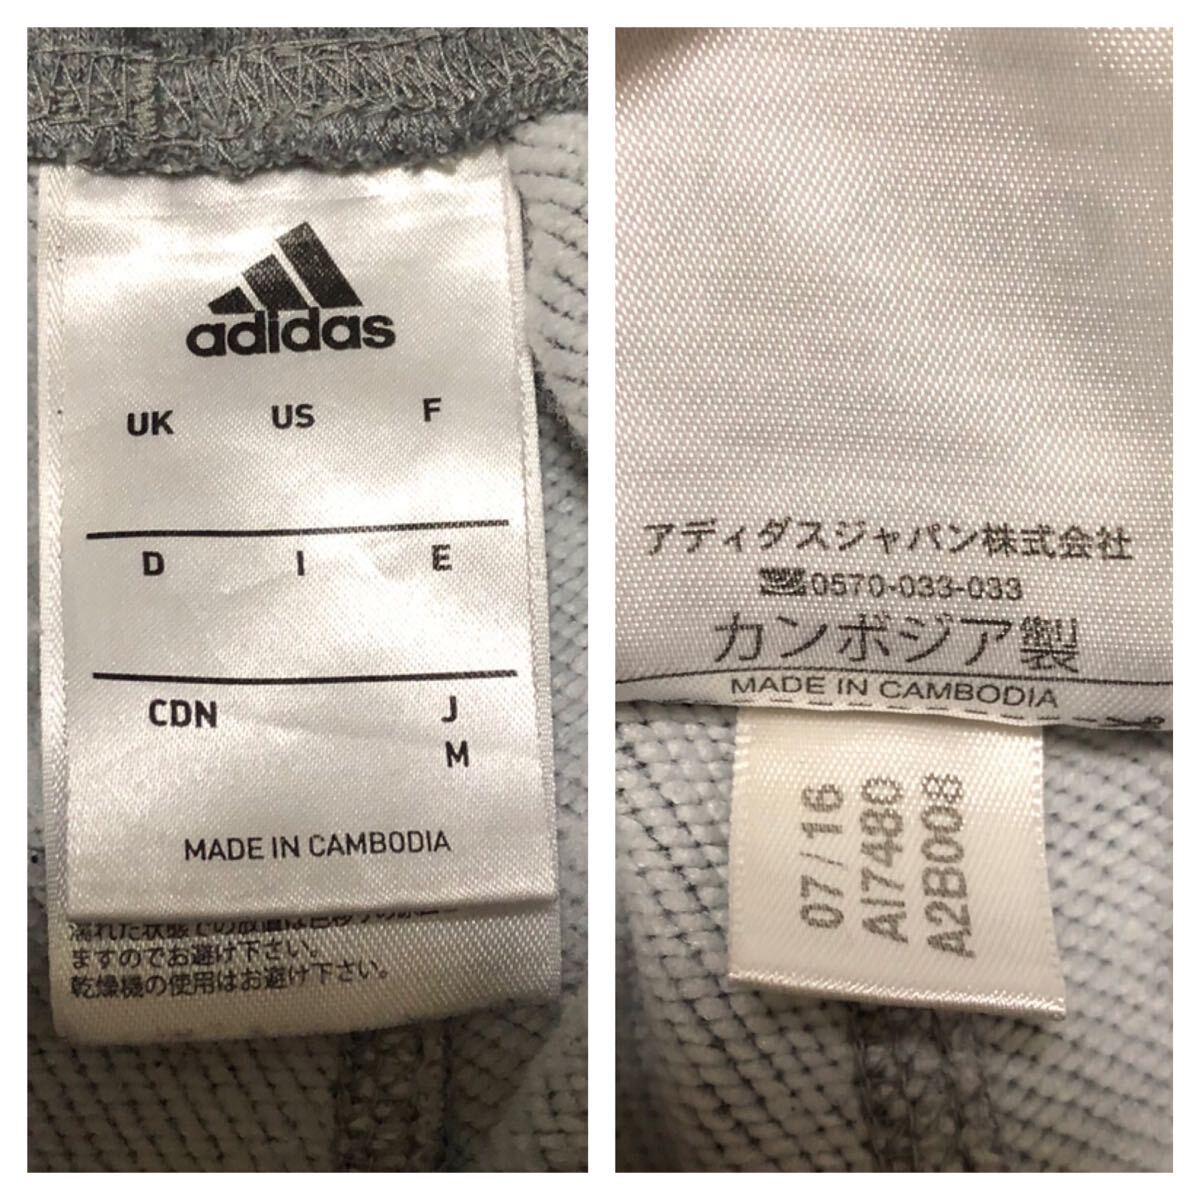 adidas
UK US F
D I E
CDN J
M
MADE IN CAMBODIA
ますのでお避け下さい。
乾燥機の使用はお避け下さい。
アディダスジャパン株式会社
0570-033-033
カンボジア製
MADE IN CAMBODIA
07/16
AI7480
A2B008